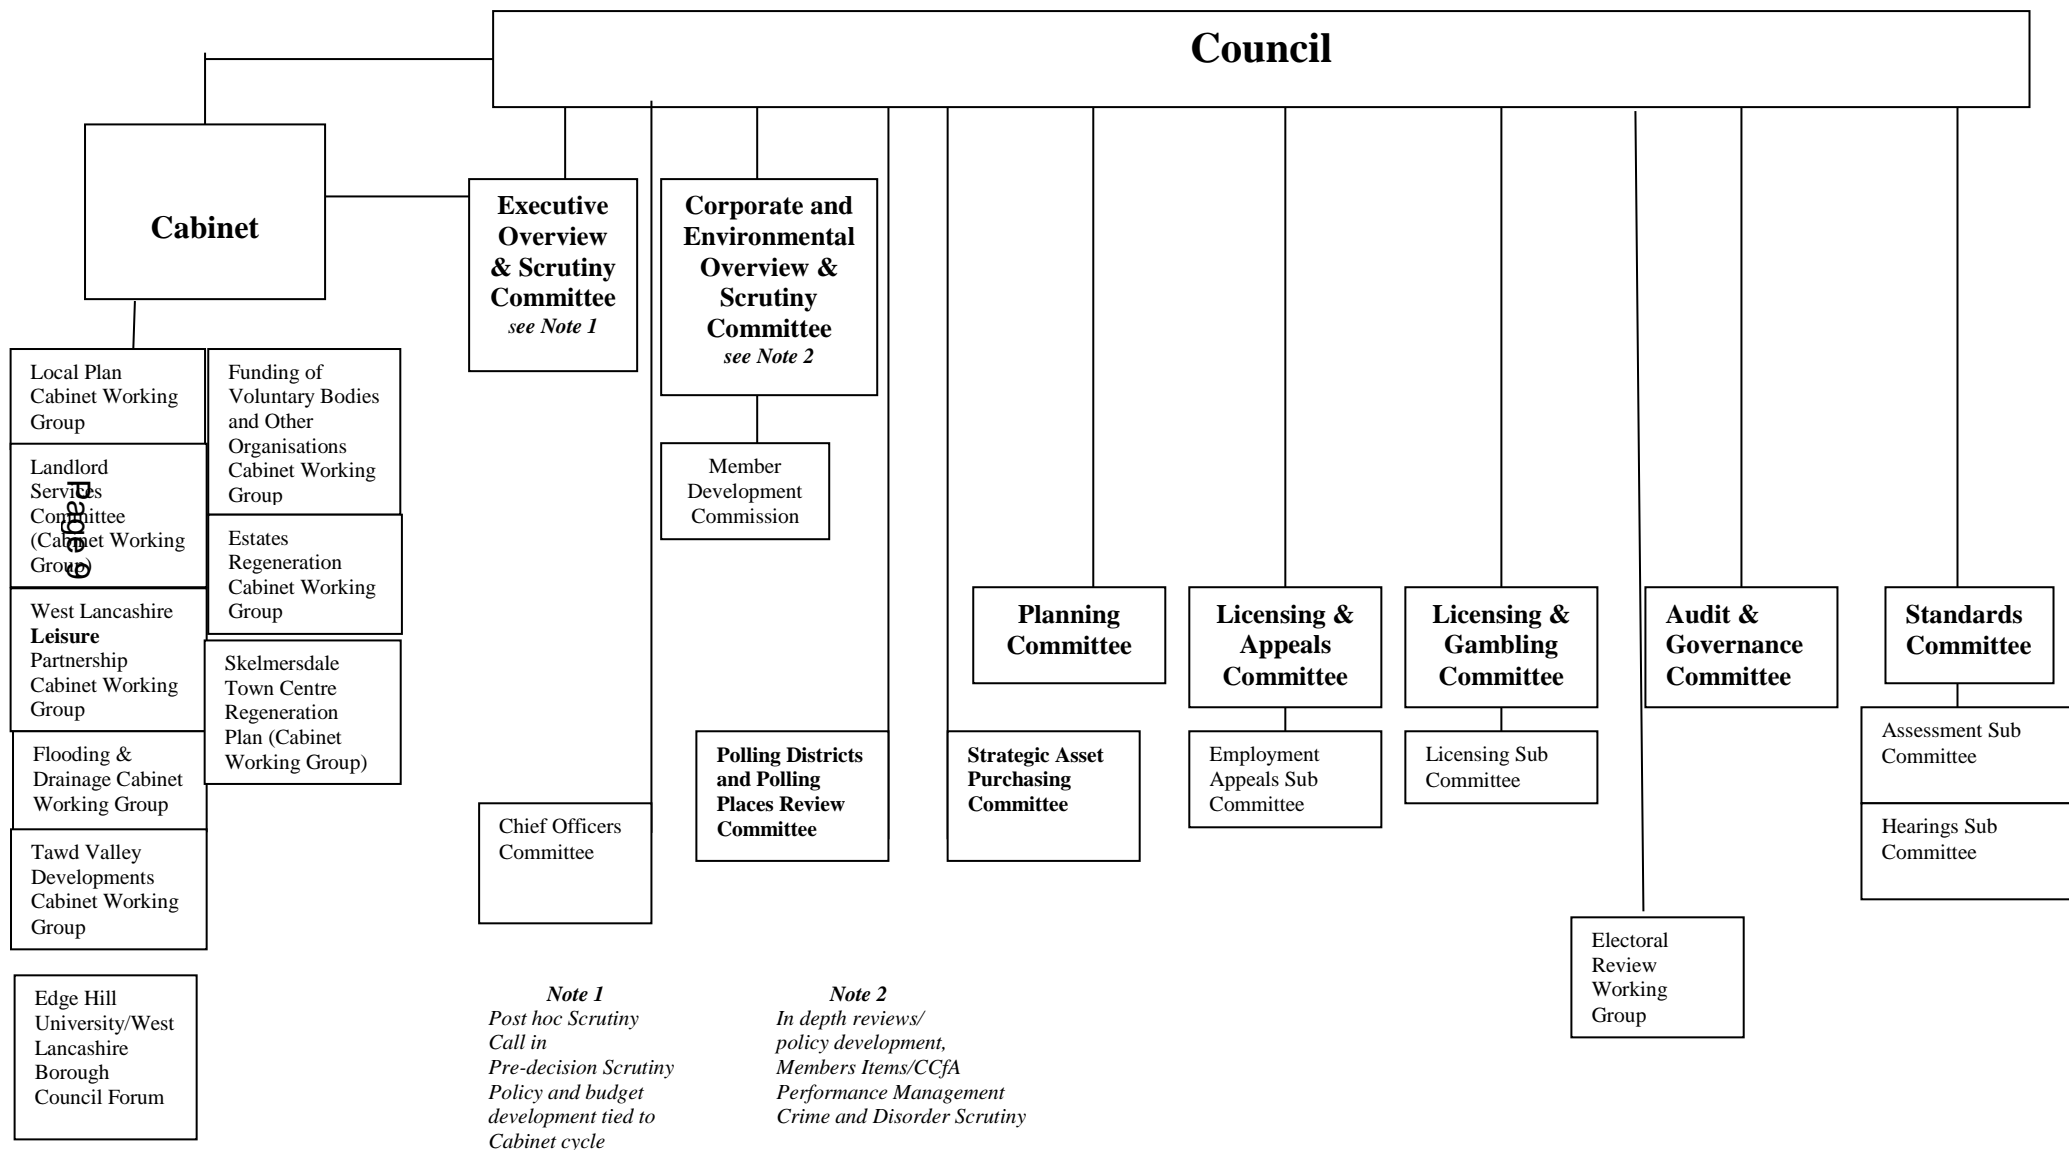 Council
Cabinet
Executive
Overview
& Scrutiny
Committee
see Note 1
Corporate and
Environmental
Overview &
Scrutiny
Committee
see Note 2
Local Plan
Cabinet Working
Group
Funding of
Voluntary Bodies
and Other
Organisations
Cabinet Working
Group
Landlord
Services
Committee
(Cabinet Working
Group)
Page 9
Estates
Regeneration
Cabinet Working
Group
Member
Development
Commission
West Lancashire
Leisure
Partnership
Cabinet Working
Group
Skelmersdale
Town Centre
Regeneration
Plan (Cabinet
Working Group)
Flooding &
Drainage Cabinet
Working Group
Tawd Valley
Developments
Cabinet Working
Group
Edge Hill
University/West
Lancashire
Borough
Council Forum
Planning
Committee
Licensing &
Appeals
Committee
Licensing &
Gambling
Committee
Audit &
Governance
Committee
Standards
Committee
Chief Officers
Committee
Polling Districts
and Polling
Places Review
Committee
Strategic Asset
Purchasing
Committee
Employment
Appeals Sub
Committee
Licensing Sub
Committee
Assessment Sub
Committee
Hearings Sub
Committee
Electoral
Review
Working
Group
Note 1
Post hoc Scrutiny
Call in
Pre-decision Scrutiny
Policy and budget
development tied to
Cabinet cycle
Note 2
In depth reviews/
policy development,
Members Items/CCfA
Performance Management
Crime and Disorder Scrutiny